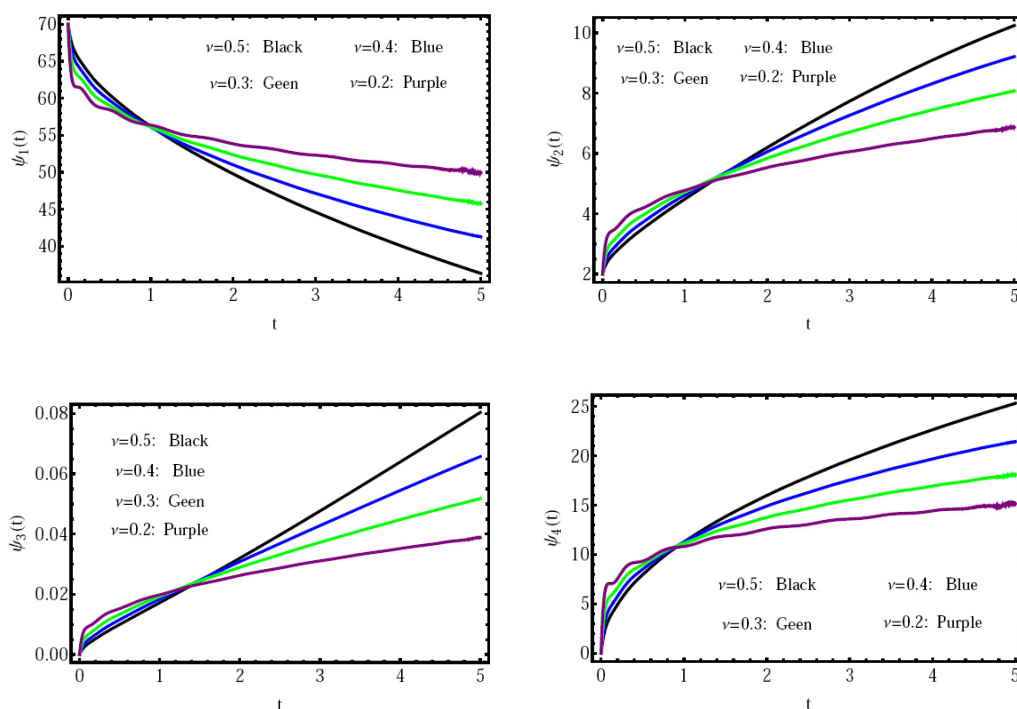 70
65
60
55
50
45
40
ψ₁(t)
ν=0.5: Black ν=0.4: Blue
ν=0.3: Geen ν=0.2: Purple
0 1 2 3 4 5
t
10
8
6
4
2
ψ₂(t)
ν=0.5: Black ν=0.4: Blue
ν=0.3: Geen ν=0.2: Purple
0 1 2 3 4 5
t
0.08
0.06
0.04
0.02
0.00
ψ₃(t)
ν=0.5: Black
ν=0.4: Blue
ν=0.3: Geen
ν=0.2: Purple
0 1 2 3 4 5
t
25
20
15
10
5
0
ψ₄(t)
ν=0.5: Black ν=0.4: Blue
ν=0.3: Geen ν=0.2: Purple
0 1 2 3 4 5
t